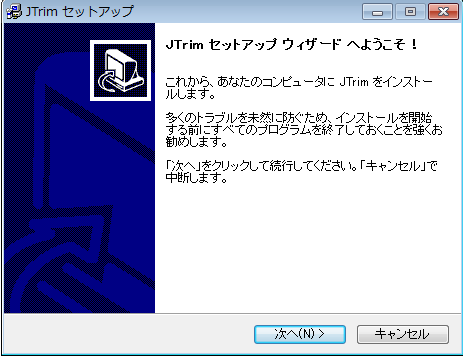 JTrim セットアップ
JTrim セットアップ ウィザード へようこそ！
これから、あなたのコンピュータに JTrim をインストー
ルします。
多くのトラブルを未然に防ぐため、インストールを開始
する前にすべてのプログラムを終了しておくことを強くお
勧めします。
「次へ」をクリックして続行してください。「キャンセル」で
中断します。
次へ(N) >
キャンセル